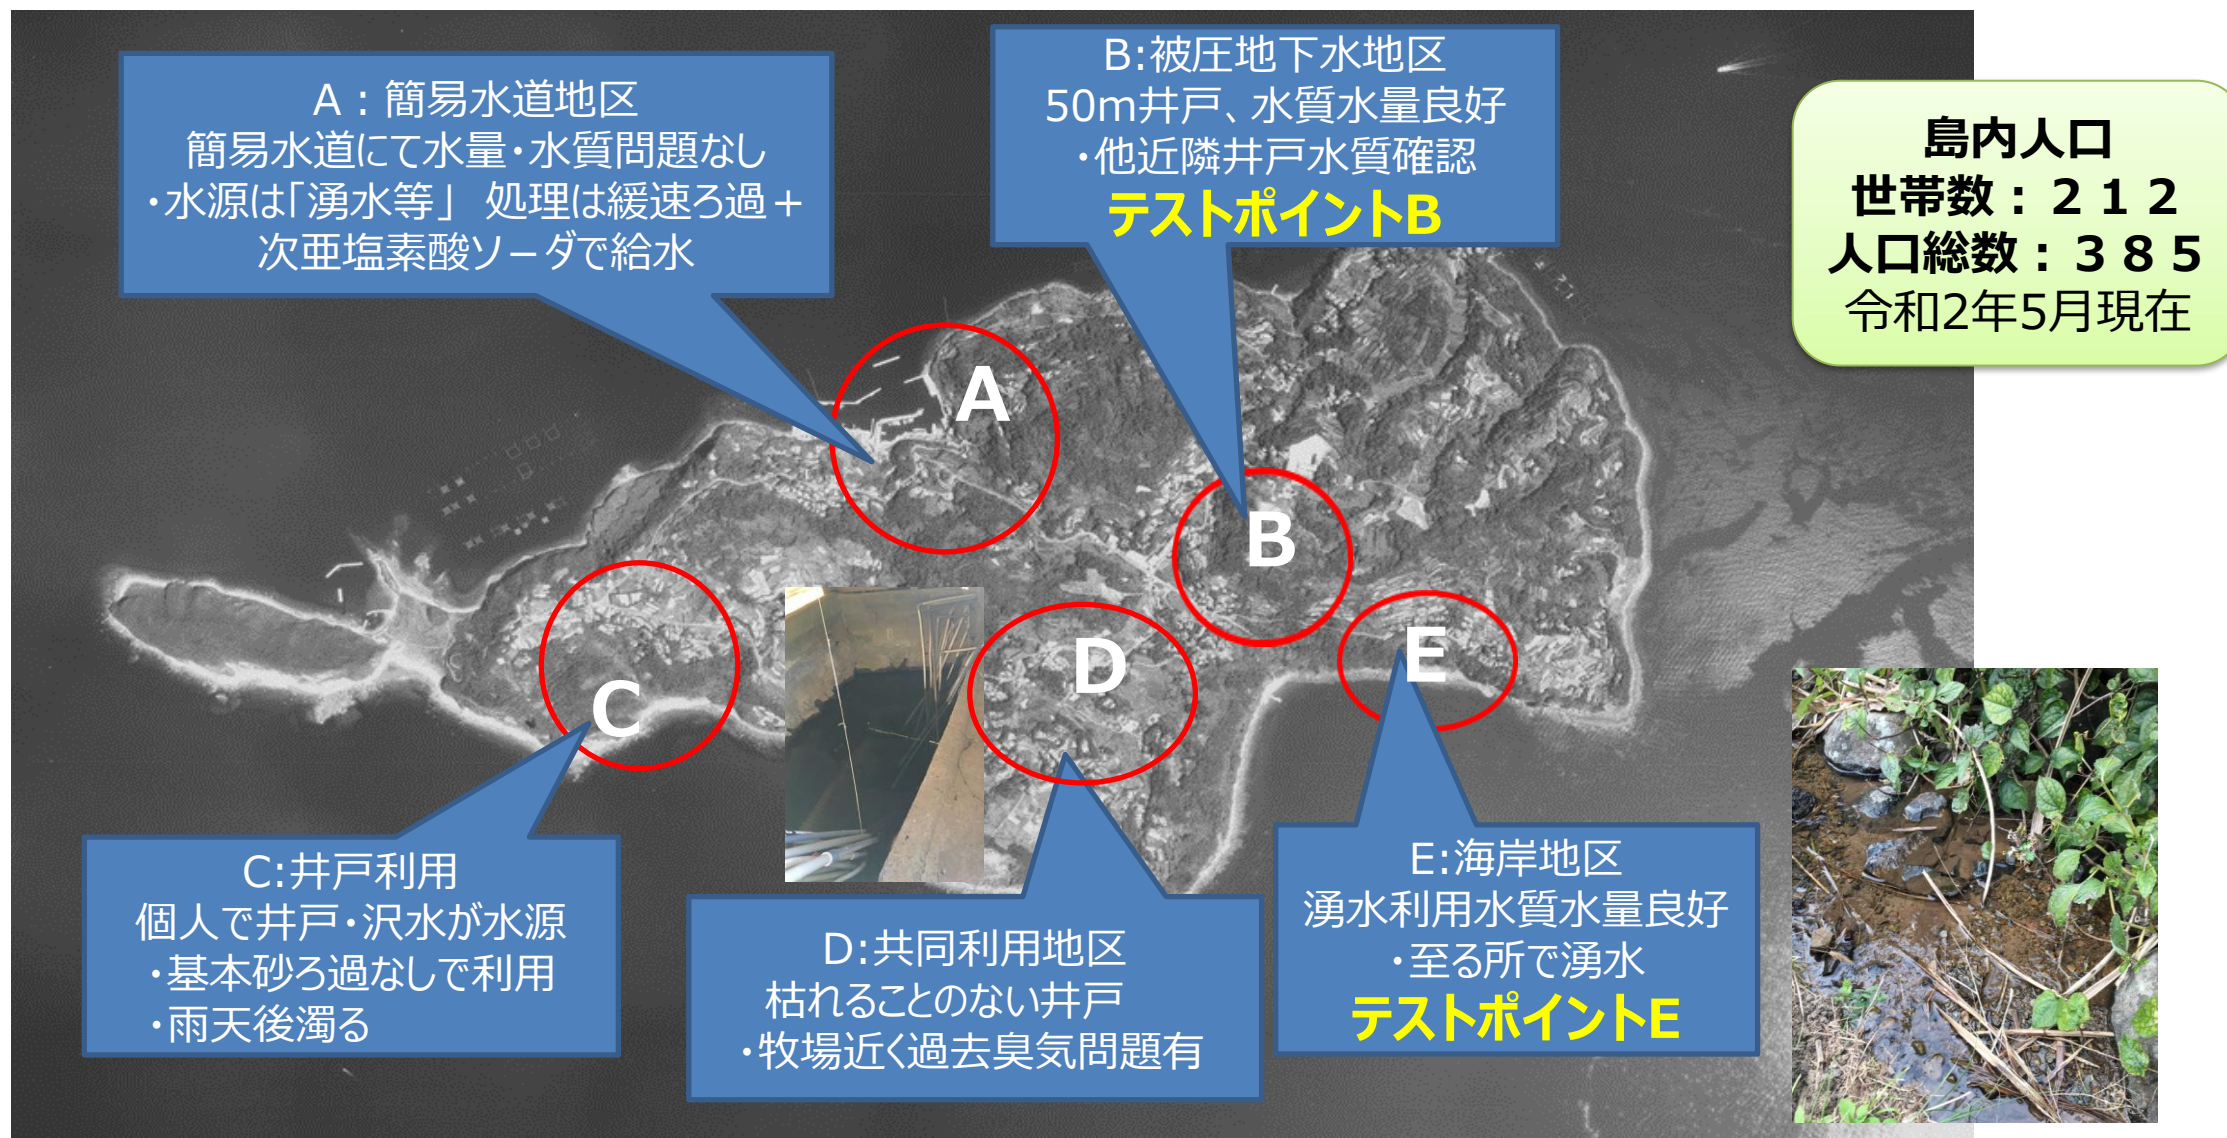 A：簡易水道地区
簡易水道にて水量・水質問題なし
・水源は「湧水等」 処理は緩速ろ過＋
次亜塩素酸ソーダで給水
B:被圧地下水地区
50m井戸、水質水量良好
・他近隣井戸水質確認
テストポイントB
島内人口
世帯数：２１２
人口総数：３８５
令和2年5月現在
A
B
C
D
E
C:井戸利用
個人で井戸・沢水が水源
・基本砂ろ過なしで利用
・雨天後濁る
D:共同利用地区
枯れることのない井戸
・牧場近く過去臭気問題有
E:海岸地区
湧水利用水質水量良好
・至る所で湧水
テストポイントE